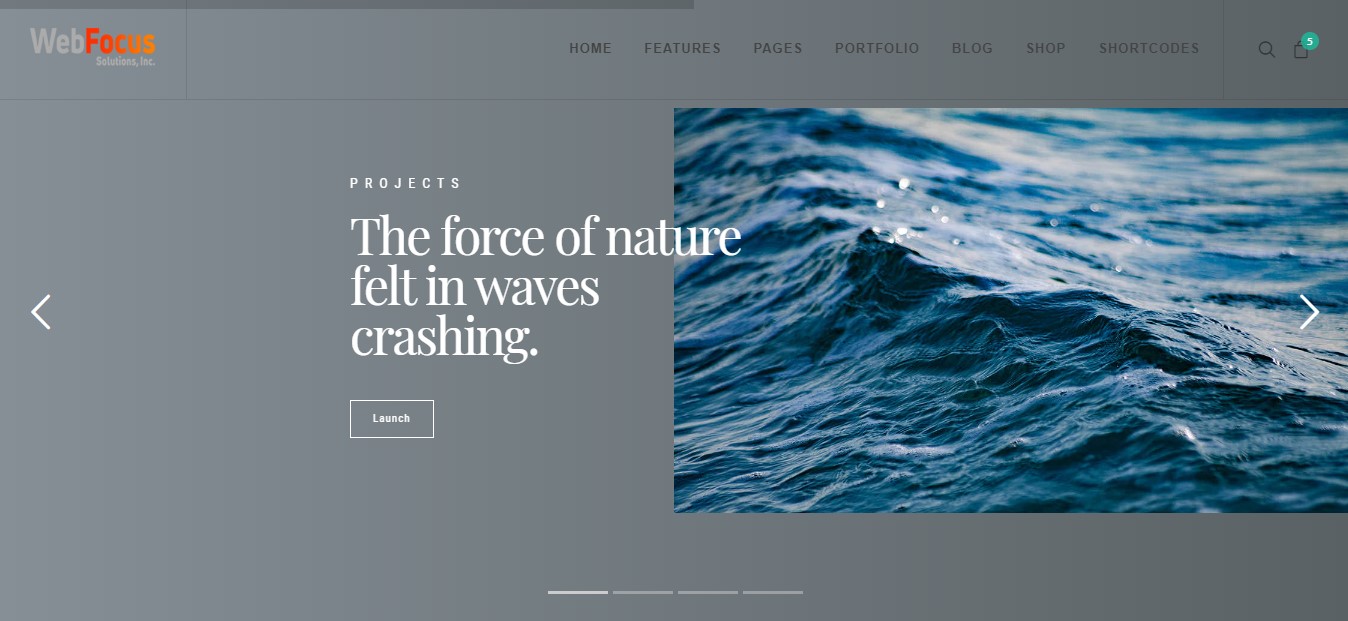 WebFocus
Solutions, Inc.
HOME FEATURES PAGES PORTFOLIO BLOG SHOP SHORTCODES
5
PROJECTS
The force of nature
felt in waves
crashing.
Launch